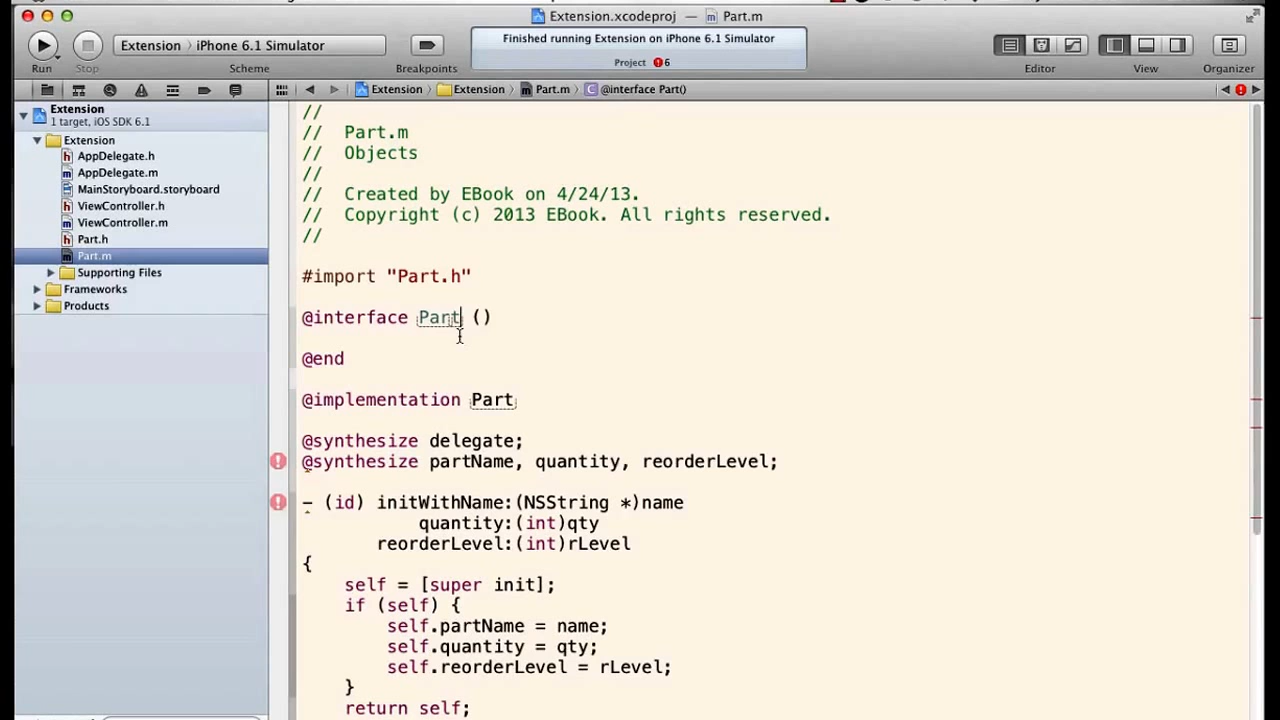 Extension.xcodeproj — Part.m
Extension 〉 iPhone 6.1 Simulator
Finished running Extension on iPhone 6.1 Simulator
Project 6
Run Stop Scheme Breakpoints Editor View Organizer
Extension 〉 Extension 〉 Part.m 〉 C @interface Part()
Extension
1 target, iOS SDK 6.1
Extension
h AppDelegate.h
m AppDelegate.m
MainStoryboard.storyboard
h ViewController.h
m ViewController.m
h Part.h
m Part.m
Supporting Files
Frameworks
Products
//
// Part.m
// Objects
//
// Created by EBook on 4/24/13.
// Copyright (c) 2013 EBook. All rights reserved.
//
#import "Part.h"
@interface Part ()
@end
@implementation Part
@synthesize delegate;
@synthesize partName, quantity, reorderLevel;
- (id) initWithName:(NSString *)name
quantity:(int)qty
reorderLevel:(int)rLevel
{
self = [super init];
if (self) {
self.partName = name;
self.quantity = qty;
self.reorderLevel = rLevel;
}
return self;